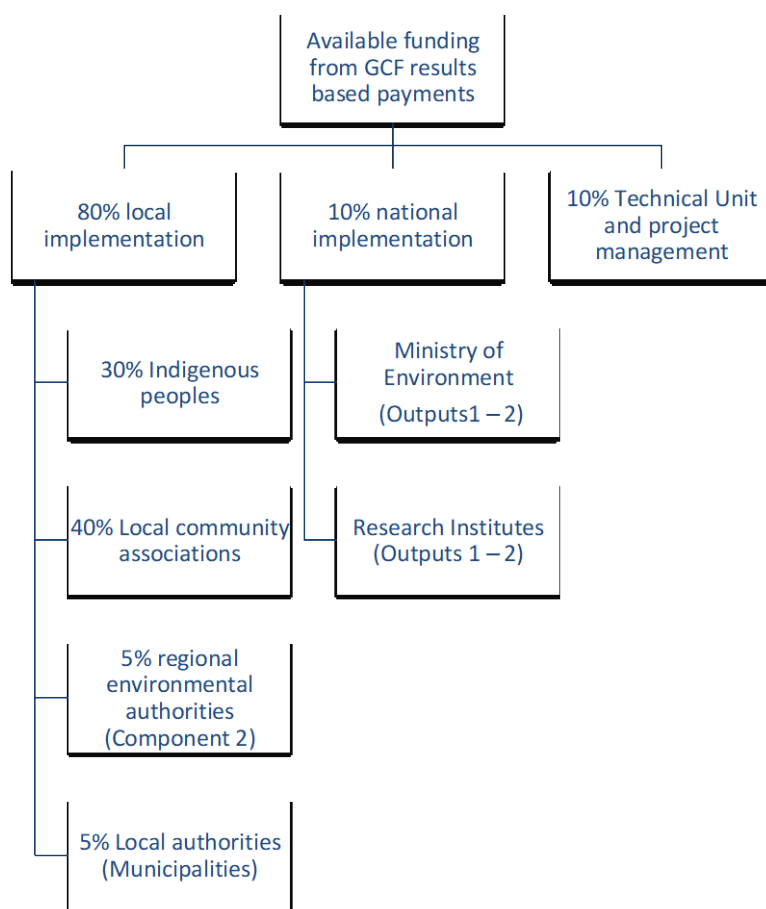 Available funding
from GCF results
based payments
80% local
implementation
10% national
implementation
10% Technical Unit
and project
management
30% Indigenous
peoples
Ministry of
Environment
(Outputs1 – 2)
40% Local community
associations
Research Institutes
(Outputs 1 – 2)
5% regional
environmental
authorities
(Component 2)
5% Local authorities
(Municipalities)